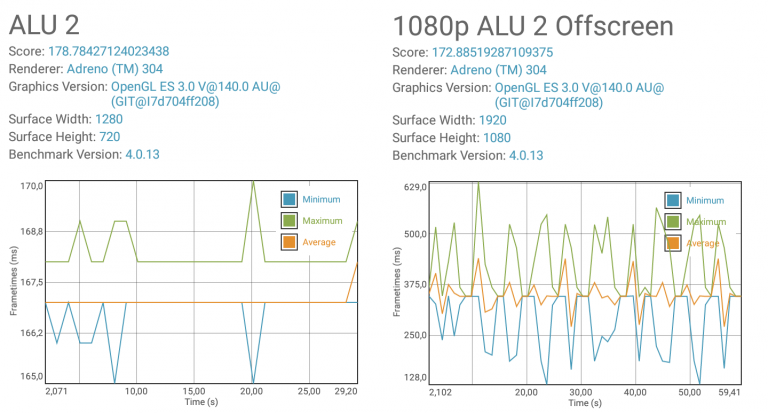 ALU 2
Score: 178.78427124023438
Renderer: Adreno (TM) 304
Graphics Version: OpenGL ES 3.0 V@140.0 AU@
(GIT@I7d704ff208)
Surface Width: 1280
Surface Height: 720
Benchmark Version: 4.0.13
170,0
168,8
167,5
166,2
165,0
Frametimes (ms)
Minimum
Maximum
Average
2,071
10,00
15,00
20,00
25,00
29,20
Time (s)
1080p ALU 2 Offscreen
Score: 172.88519287109375
Renderer: Adreno (TM) 304
Graphics Version: OpenGL ES 3.0 V@140.0 AU@
(GIT@I7d704ff208)
Surface Width: 1920
Surface Height: 1080
Benchmark Version: 4.0.13
629,0
500,0
375,0
250,0
128,0
Frametimes (ms)
Minimum
Maximum
Average
2,102
20,00
30,00
40,00
50,00
59,41
Time (s)